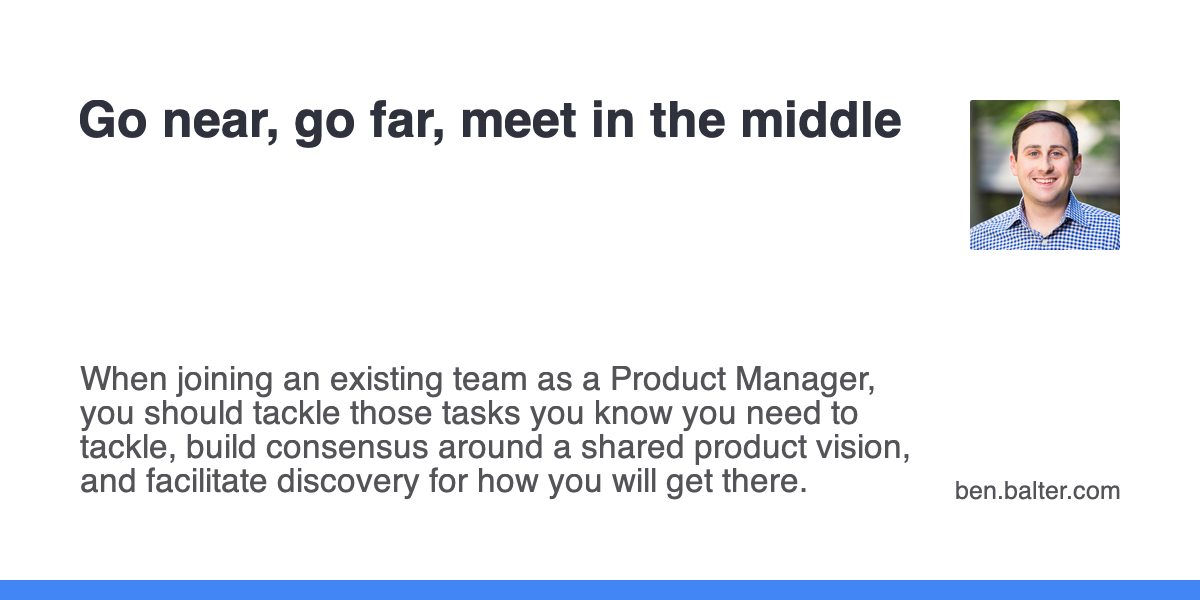 Go near, go far, meet in the middle
When joining an existing team as a Product Manager,
you should tackle those tasks you know you need to
tackle, build consensus around a shared product vision,
and facilitate discovery for how you will get there.
ben.balter.com